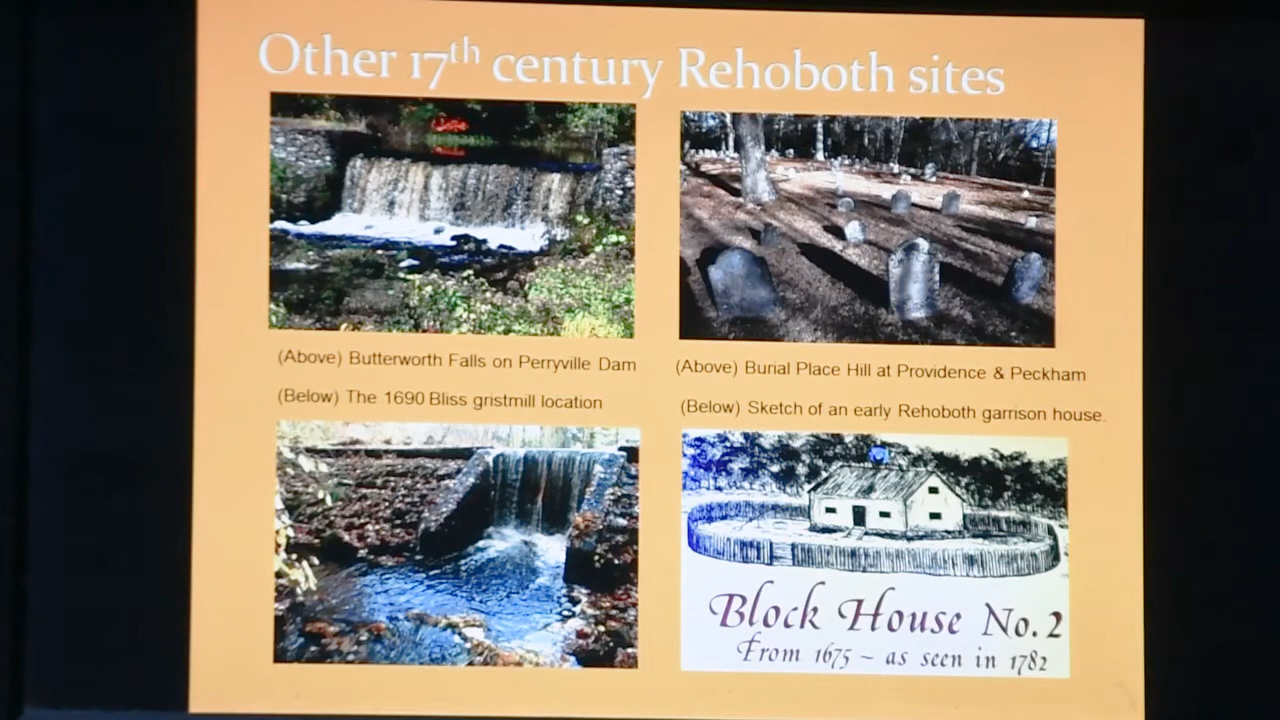 Other 17th century Rehoboth sites
(Above) Butterworth Falls on Perryville Dam
(Below) The 1690 Bliss gristmill location
(Above) Burial Place Hill at Providence & Peckham
(Below) Sketch of an early Rehoboth garrison house.
Block House No. 2
From 1675 – as seen in 1782